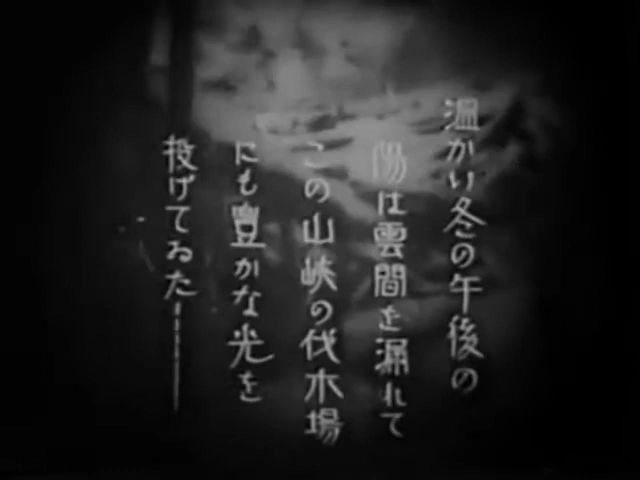 温かい冬の午後の
陽は雲間を漏れて
この山峡の伐木場
にも豊かな光を
投げてゐた――